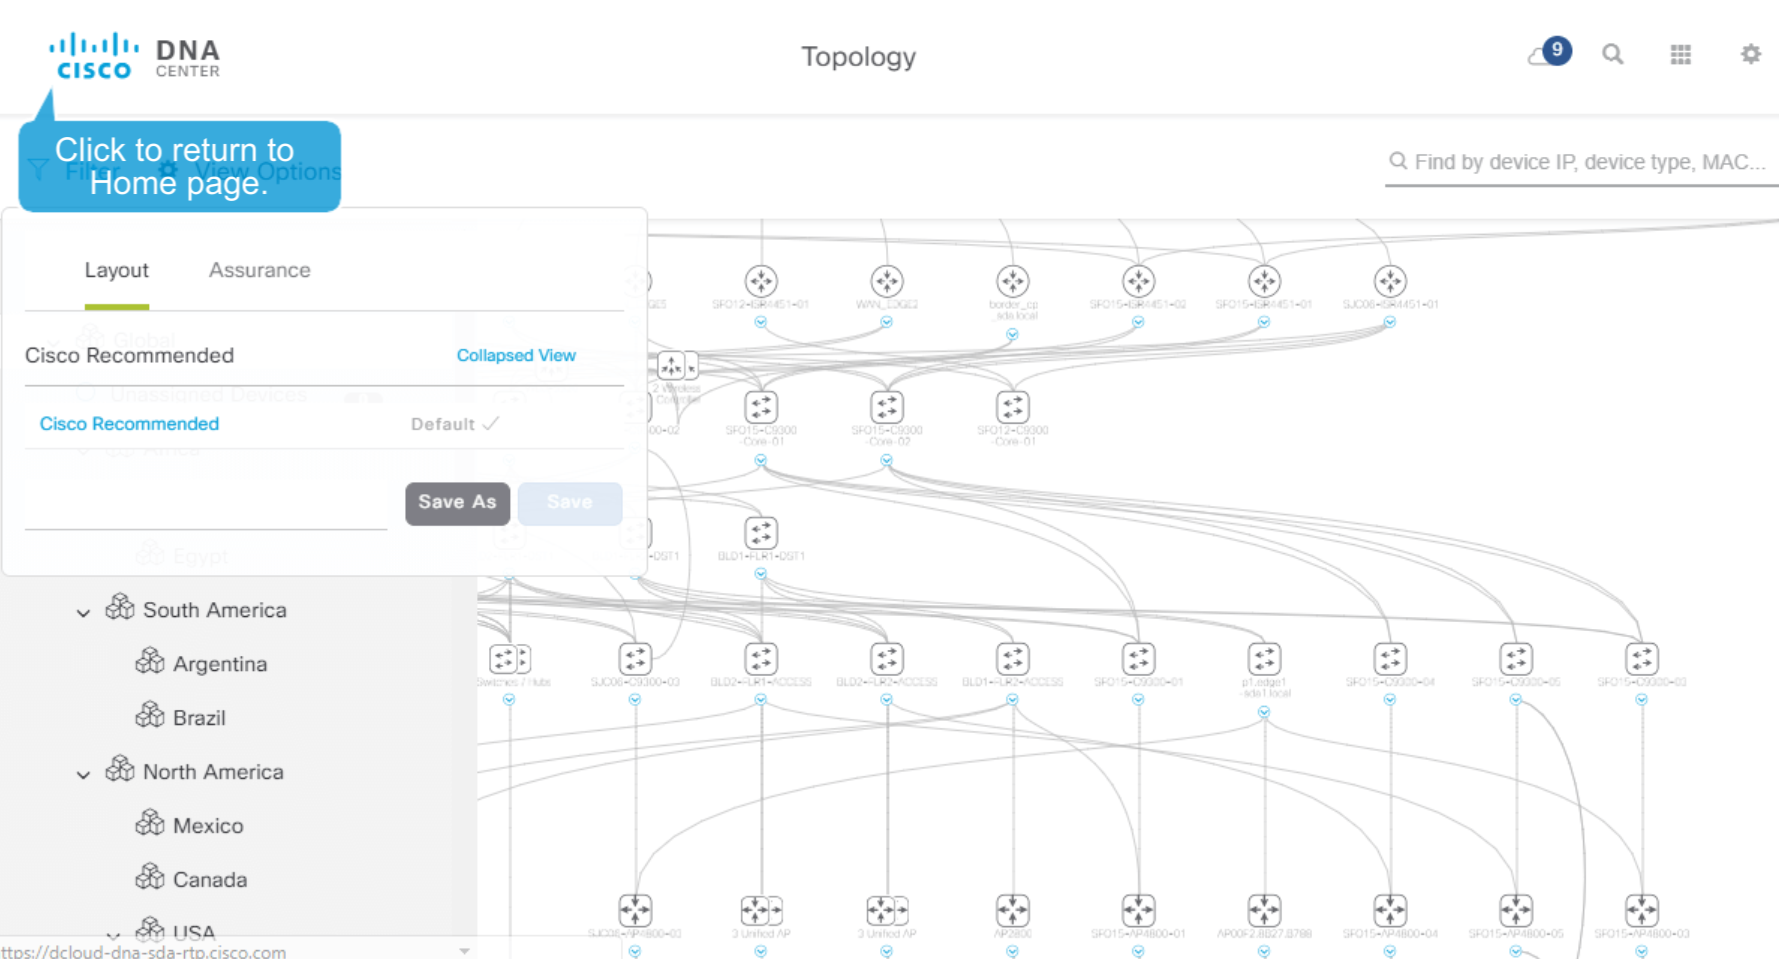 CISCO
DNA
CENTER
Topology
9
Click to return to
Home page.
Filter
View Options
Find by device IP, device type, MAC...
Layout
Assurance
Global
Cisco Recommended
Collapsed View
Unassigned Devices
Cisco Recommended
Default
Africa
Save As
Save
Egypt
South America
Argentina
Brazil
North America
Mexico
Canada
USA
ttps://dcloud-dna-sda-rtp.cisco.com
SFO12-ISR4451-01
WAN_EDGE2
border_cp
_sda.local
SFO15-ISR4451-02
SFO15-ISR4451-01
SJC06-ISR4451-01
2 Wireless
Controller
00-02
SFO15-C9300
-Core-01
SFO15-C9300
-Core-02
SFO12-C9300
-Core-01
-DST1
BLD1-FLR1-DST1
Switches / Hubs
SJC06-C9300-03
BLD2-FLR1-ACCESS
BLD2-FLR2-ACCESS
BLD1-FLR2-ACCESS
SFO15-C9300-01
p1.edge1
-sda1.local
SFO15-C9300-04
SFO15-C9300-05
SFO15-C9300-03
SJC06-AP4800-03
3 Unified AP
3 Unified AP
AP2800
SFO15-AP4800-01
SFO15-AP4800-04
SFO15-AP4800-05
SFO15-AP4800-03